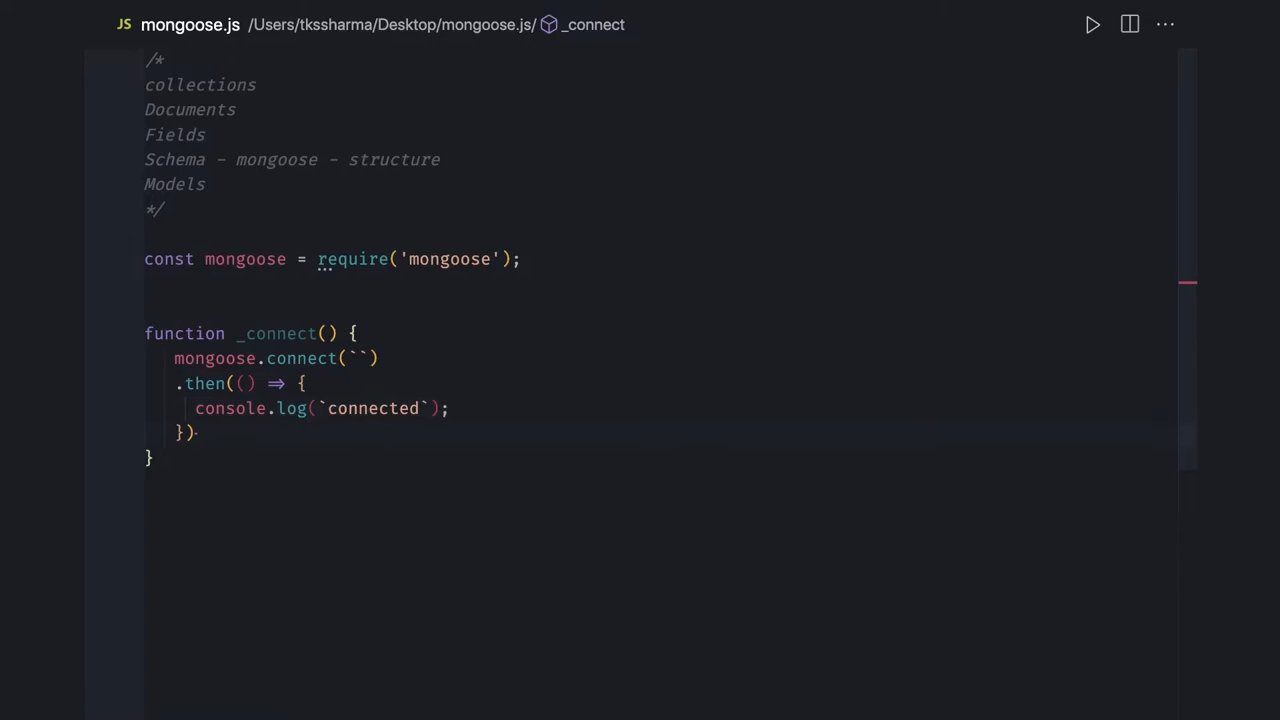 JS mongoose.js /Users/tkssharma/Desktop/mongoose.js/ _connect ...
/*
collections
Documents
Fields
Schema - mongoose - structure
Models
*/
const mongoose = require('mongoose');
function _connect() {
mongoose.connect(``)
.then(() => {
console.log(`connected`);
})
}